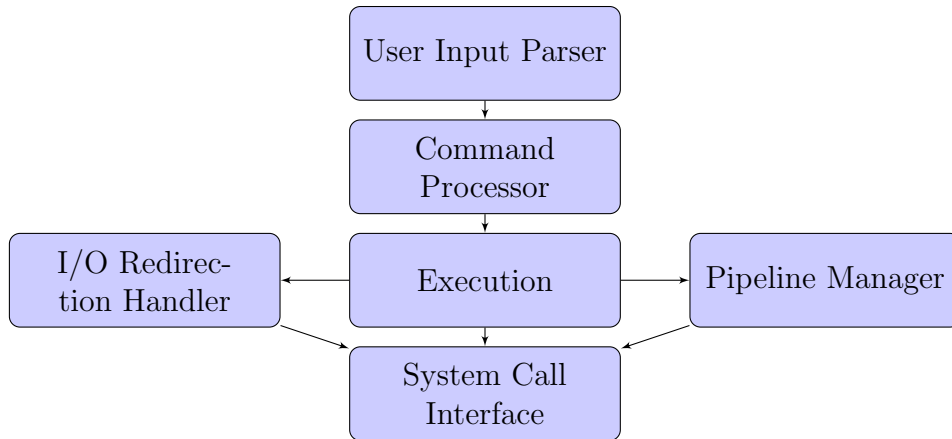 User Input Parser
Command
Processor
I/O Redirec-
tion Handler
Execution
Pipeline Manager
System Call
Interface